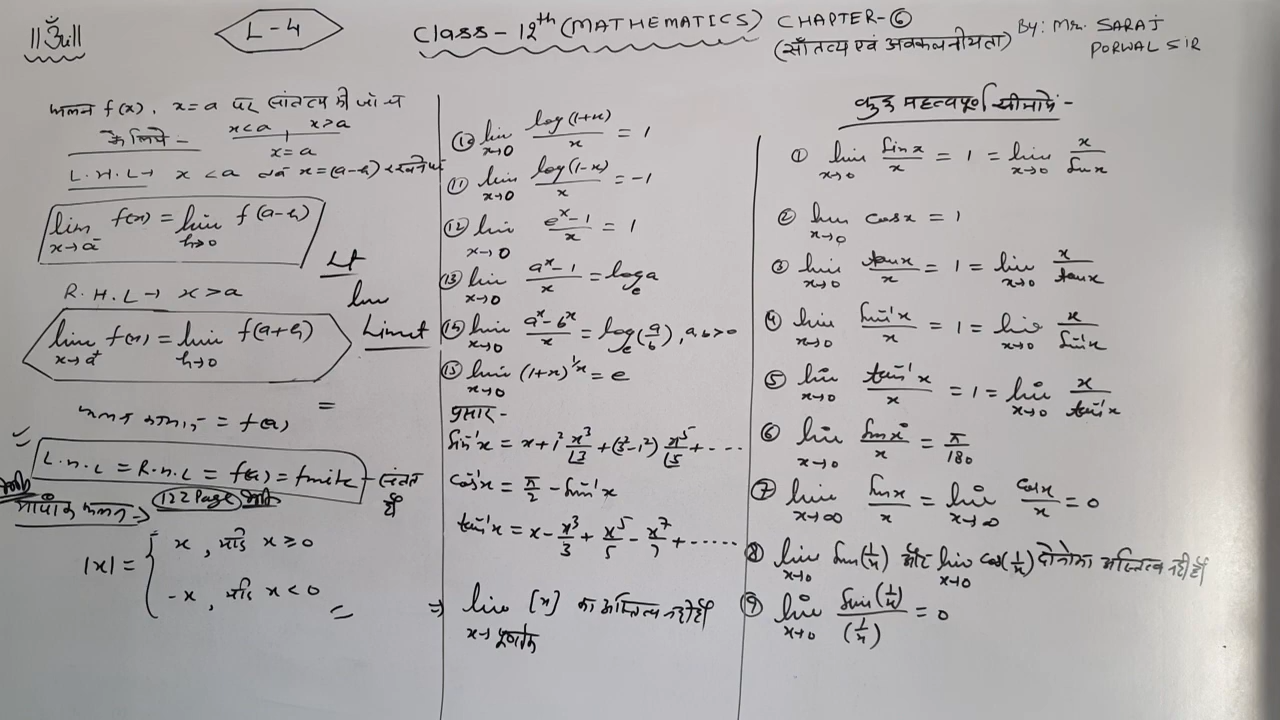 ॥ॐ॥
L-4
Class-12th (MATHEMATICS) CHAPTER-⑥
(सांतत्य एवं अवकलनीयता)
By: Mr. SARAJ
PORWAL SIR
फलन f(x), x=a पर सांतत्य की जाँच
के लिये -
x<a x>a
x=a
L.H.L→ x<a तब x=(a-h) रखने पर
lim x→a⁻ f(x) = lim h→0 f(a-h)
Lt
R.H.L→ x>a
lim
lim x→a⁺ f(x) = lim h→0 f(a+h)
Limit
फलन का मान = f(a)
=
L.H.L = R.H.L = f(a) = finite → संतत है
मापांक फलन→ 122 Page
|x| = { x, यदि x≥0
-x, यदि x<0
⑩ lim x→0 log(1+x)/x = 1
⑪ lim x→0 log(1-x)/x = -1
⑫ lim x→0 (eˣ-1)/x = 1
⑬ lim x→0 (aˣ-1)/x = logₑa
⑭ lim x→0 (aˣ-bˣ)/x = logₑ(a/b), a,b>0
⑮ lim x→0 (1+x)^(1/x) = e
प्रसार -
Sin⁻¹x = x + 1² x³/⌊3 + (3²-1²) x⁵/⌊5 + ....
cos⁻¹x = π/2 - Sin⁻¹x
tan⁻¹x = x - x³/3 + x⁵/5 - x⁷/7 + ......
⇒ lim x→पूर्णांक [x] का अस्तित्व नहीं है।
कुछ महत्वपूर्ण सीमायें -
① lim x→0 Sinx/x = 1 = lim x→0 x/Sinx
② lim x→0 cosx = 1
③ lim x→0 tanx/x = 1 = lim x→0 x/tanx
④ lim x→0 Sin⁻¹x/x = 1 = lim x→0 x/Sin⁻¹x
⑤ lim x→0 tan⁻¹x/x = 1 = lim x→0 x/tan⁻¹x
⑥ lim x→0 Sinx°/x = π/180
⑦ lim x→∞ Sinx/x = lim x→∞ cosx/x = 0
⑧ lim x→0 Sin(1/x) और lim x→0 cos(1/x) दोनों का अस्तित्व नहीं है।
⑨ lim x→0 Sin(1/x)/(1/x) = 0